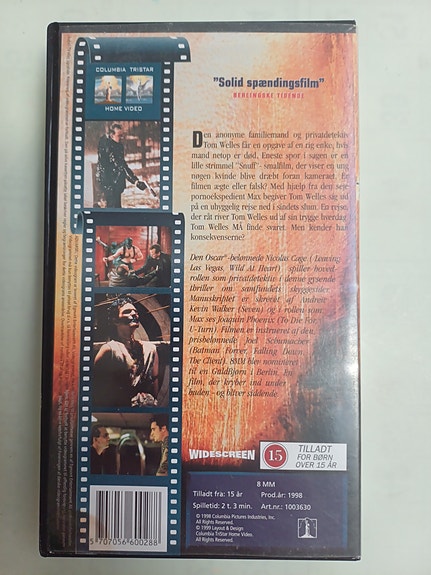 COLUMBIA TRISTAR
HOME VIDEO
"Solid spændingsfilm"
BERLINGSKE TIDENDE
Den anonyme familiemand og privatdetektiv
Tom Welles får en opgave af en rig enke, hvis
mand netop er død. Eneste spor i sagen er en
lille strimmel "Snuff"- smalfilm, der viser en ung
nøgen kvinde blive dræbt foran kameraet. Er
filmen ægte eller falsk? Med hjælp fra den seje
pornoekspedient Max begiver Tom Welles sig ud
på en uhyggelig rejse ned i sindets slum. En rejse,
der råt river Tom Welles ud af sin trygge hverdag.
Tom Welles MÅ finde svaret. Men kender han
konsekvenserne?
Den Oscar®-belønnede Nicolas Cage (Leaving
Las Vegas, Wild At Heart) spiller hoved-
rollen som privatdetektiv i denne gysende
thriller om samfundets skyggesider.
Manuskriftet er skrevet af Andrew
Kevin Walker (Seven) og i rollen som
Max ses Joaquin Phoenix (To Die For,
U-Turn). Filmen er instrueret af den
prisbelønnede Joel Schumacher
(Batman Forever, Falling Down,
The Client). 8MM blev nomineret
til en Guldbjørn i Berlin. En
film, der kryber ind under
huden - og bliver siddende.
WIDESCREEN
15
TILLADT
FOR BØRN
OVER 15 ÅR
8 MM
Tilladt fra: 15 år Prod.år: 1998
Spilletid: 2 t. 3 min. Art.nr.: 1003630
© 1998 Columbia Pictures Industries, Inc.
All Rights Reserved.
© 1999 Layout & Design
Columbia TriStar Home Video.
All Rights Reserved.
5 707056 600288